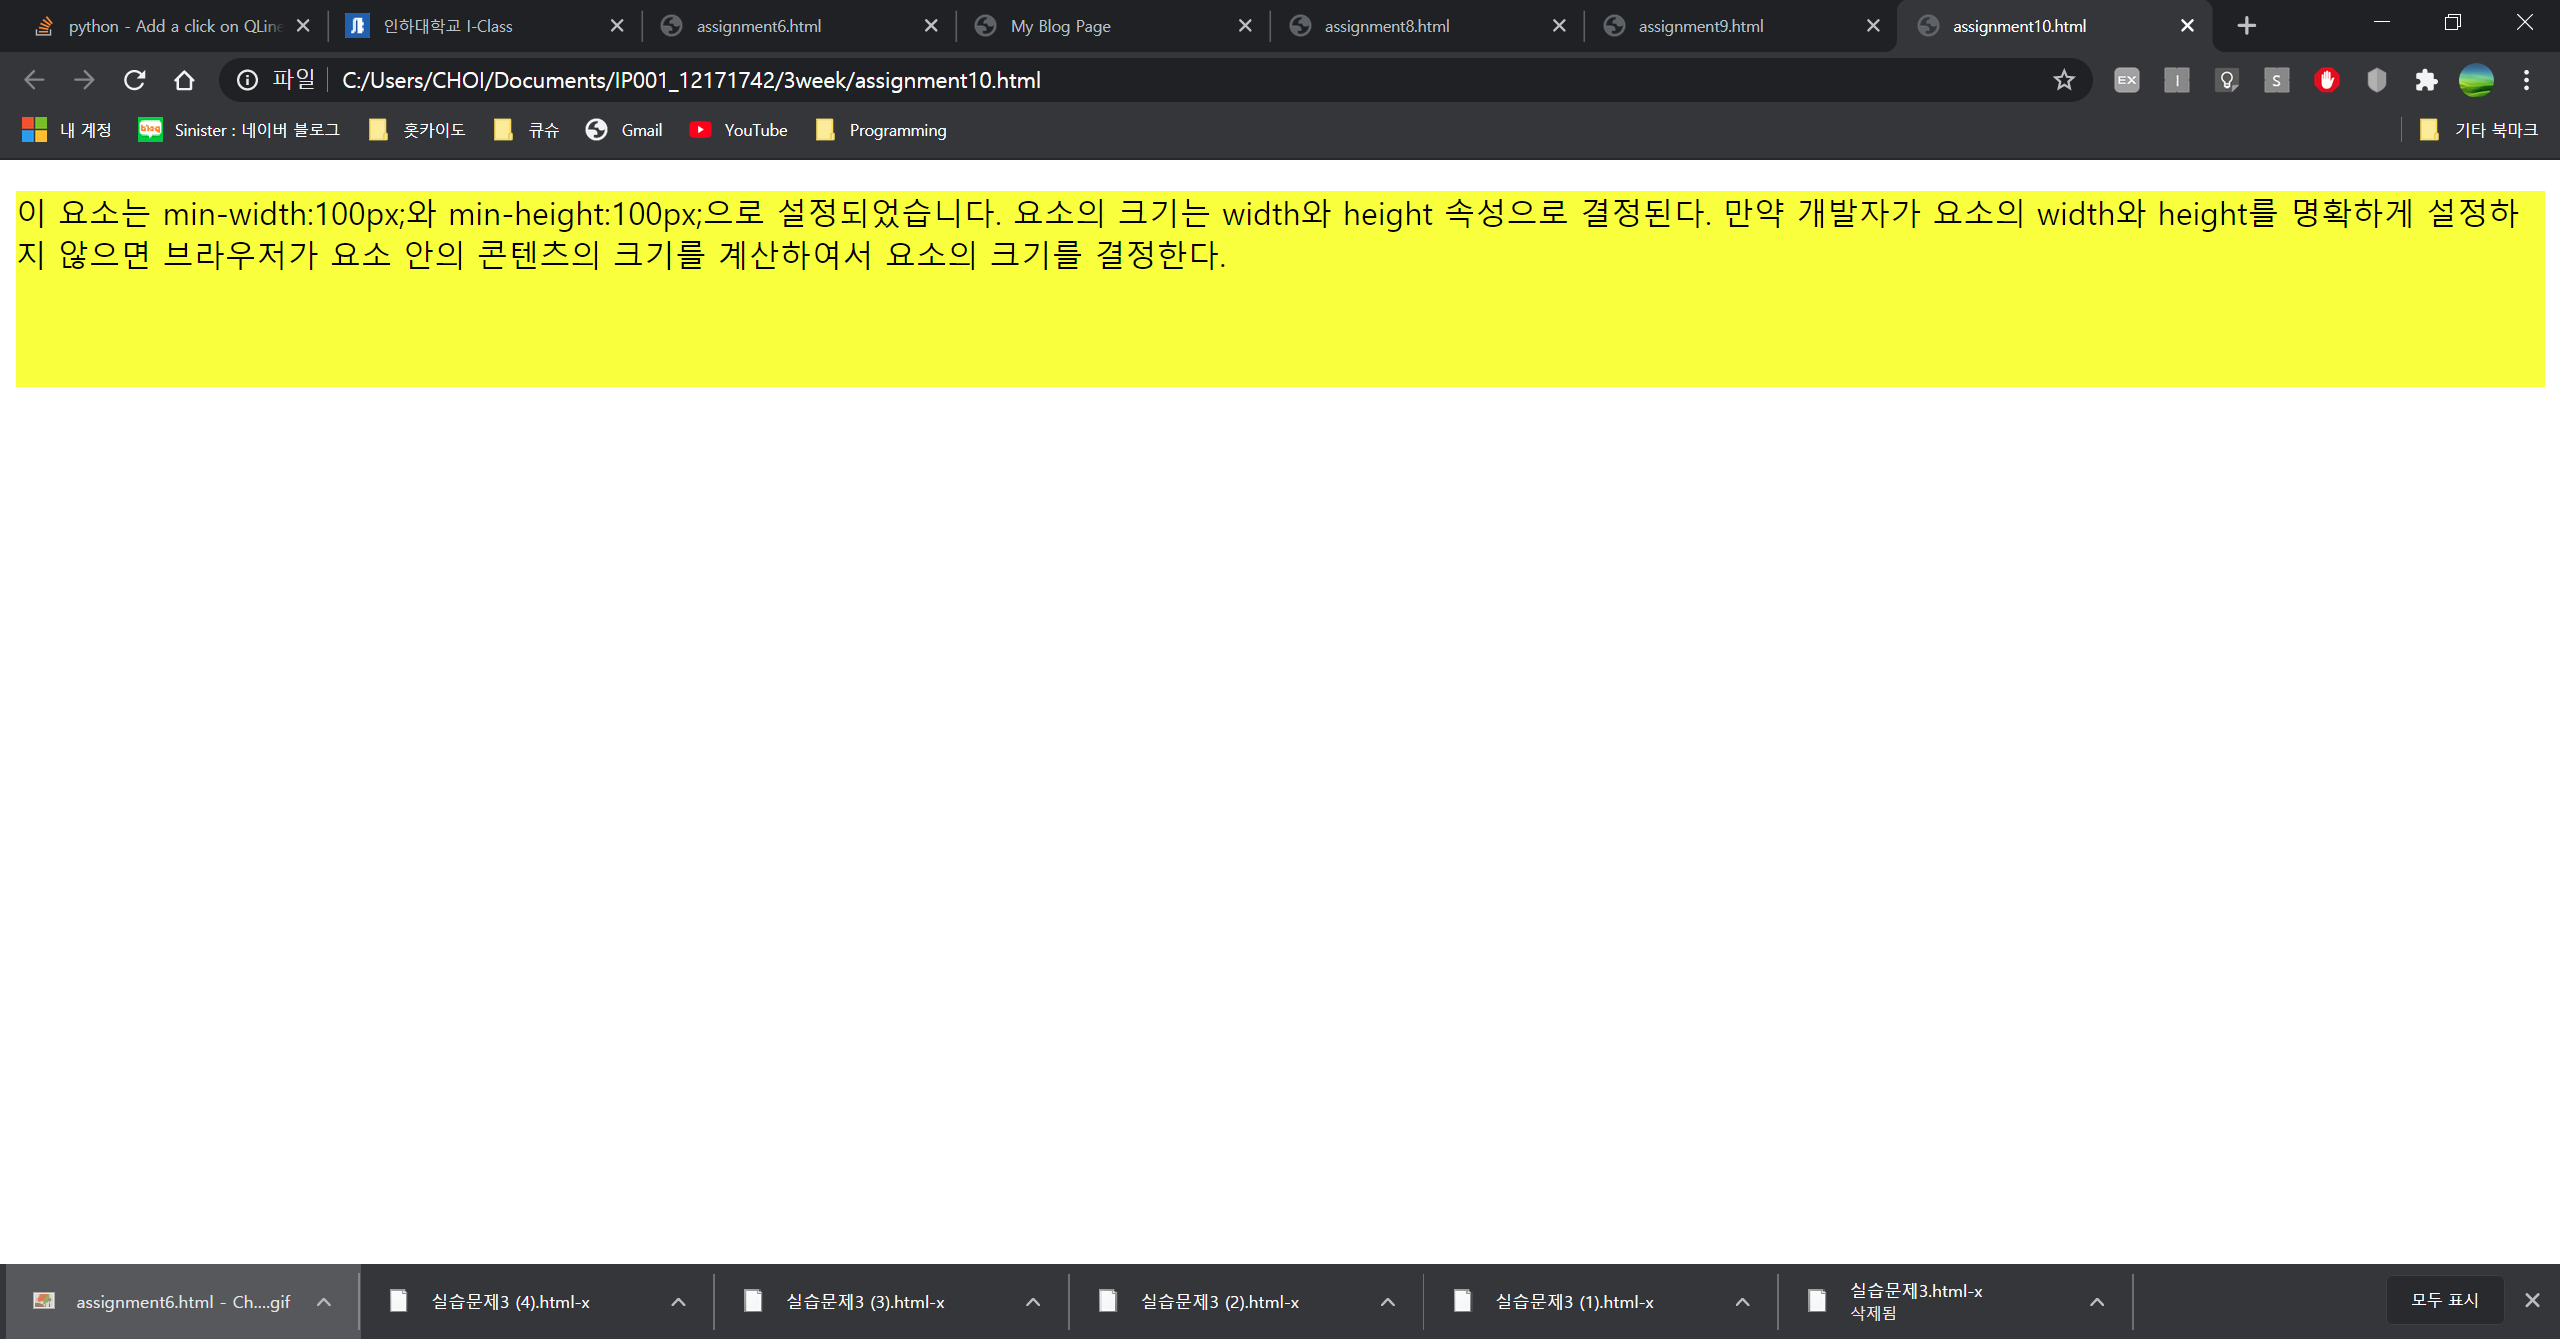 python - Add a click on QLine
인하대학교 I-Class
assignment6.html
My Blog Page
assignment8.html
assignment9.html
assignment10.html
파일 C:/Users/CHOI/Documents/IP001_12171742/3week/assignment10.html
EX
I
S
내 계정
blog
Sinister : 네이버 블로그
홋카이도
큐슈
Gmail
YouTube
Programming
기타 북마크
이 요소는 min-width:100px;와 min-height:100px;으로 설정되었습니다. 요소의 크기는 width와 height 속성으로 결정된다. 만약 개발자가 요소의 width와 height를 명확하게 설정하
지 않으면 브라우저가 요소 안의 콘텐츠의 크기를 계산하여서 요소의 크기를 결정한다.
assignment6.html - Ch....gif
실습문제3 (4).html-x
실습문제3 (3).html-x
실습문제3 (2).html-x
실습문제3 (1).html-x
실습문제3.html-x
삭제됨
모두 표시